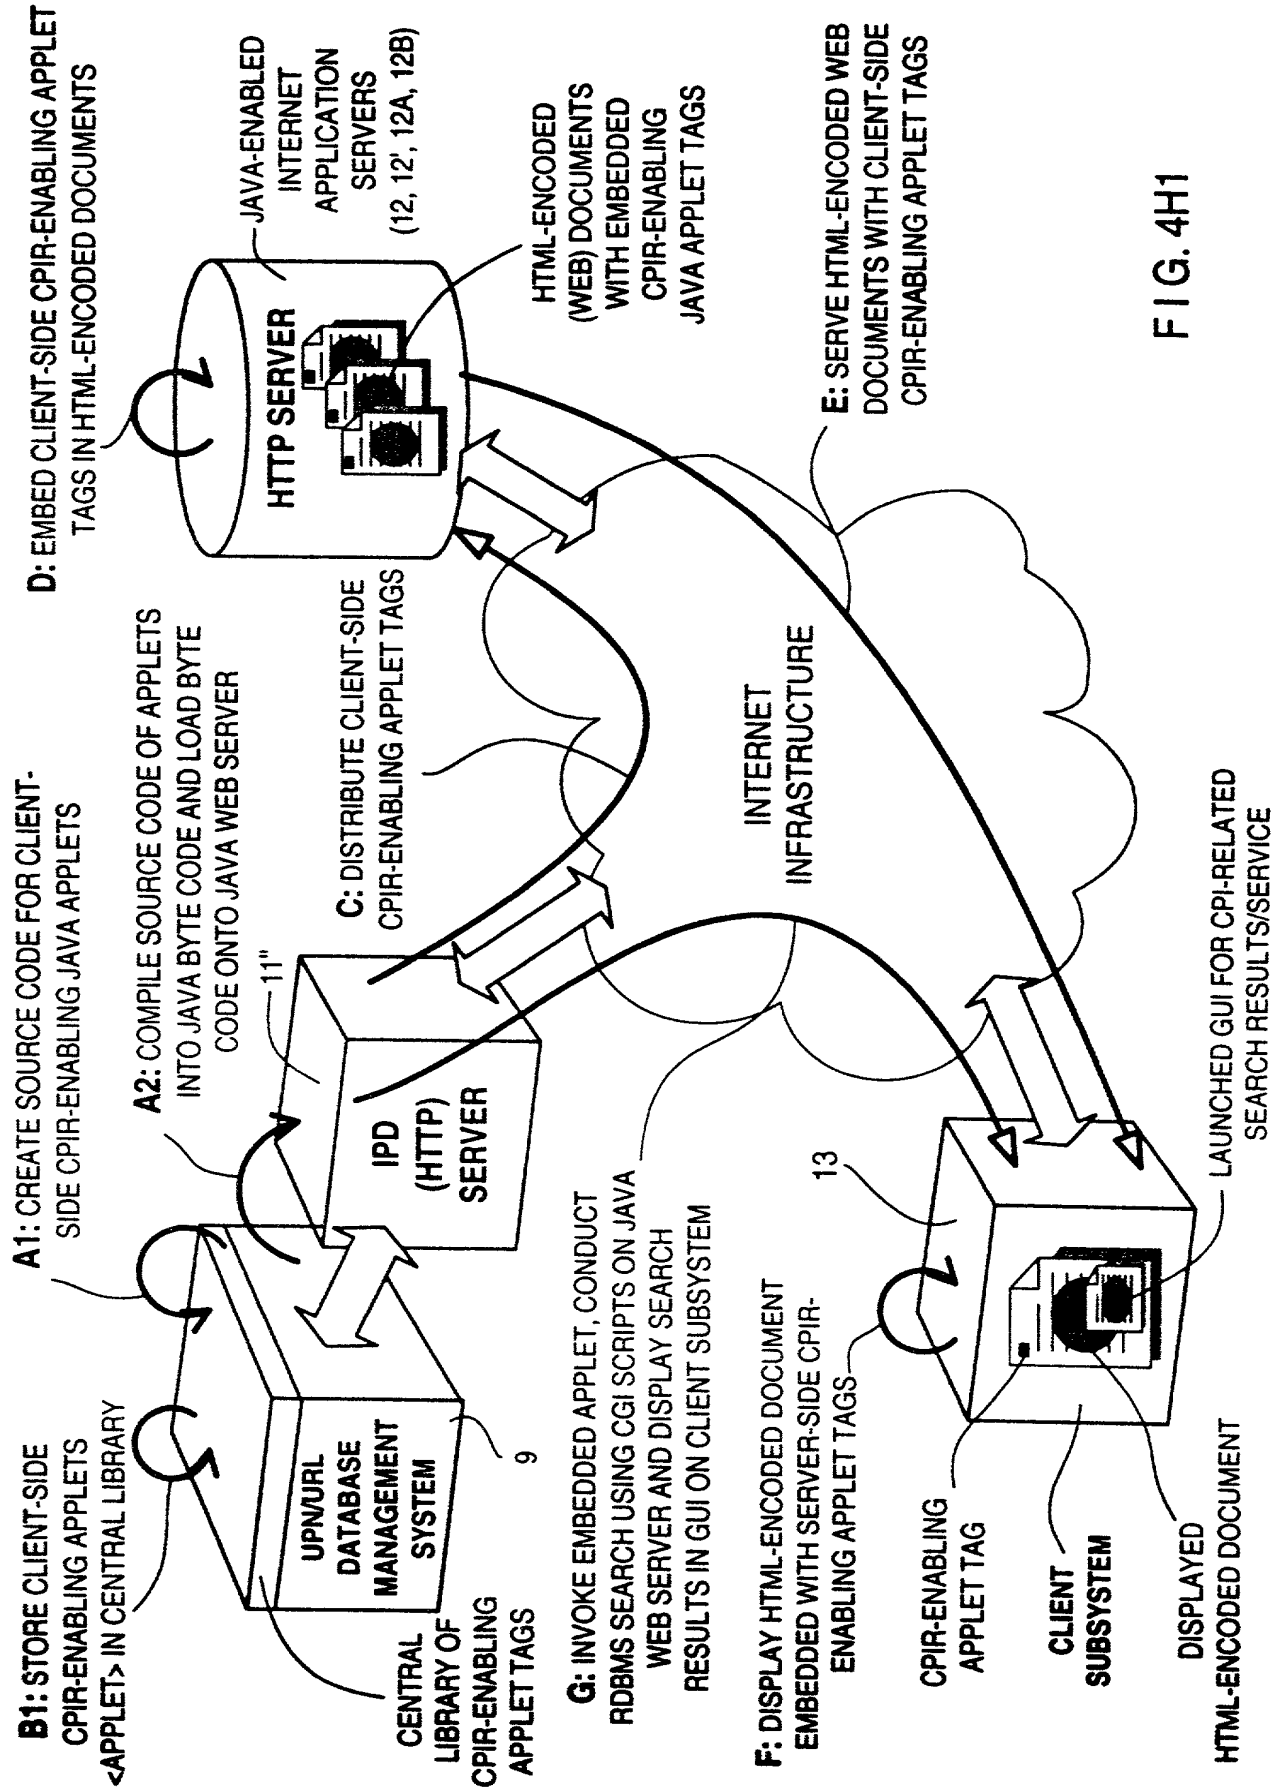 A1: CREATE SOURCE CODE FOR CLIENT-
SIDE CPIR-ENABLING JAVA APPLETS
B1: STORE CLIENT-SIDE
CPIR-ENABLING APPLETS
<APPLET> IN CENTRAL LIBRARY
A2: COMPILE SOURCE CODE OF APPLETS
INTO JAVA BYTE CODE AND LOAD BYTE
CODE ONTO JAVA WEB SERVER
D: EMBED CLIENT-SIDE CPIR-ENABLING APPLET
TAGS IN HTML-ENCODED DOCUMENTS
JAVA-ENABLED
INTERNET
APPLICATION
SERVERS
(12, 12', 12A, 12B)
HTTP SERVER
HTML-ENCODED
(WEB) DOCUMENTS
WITH EMBEDDED
CPIR-ENABLING
JAVA APPLET TAGS
11"
IPD
(HTTP)
SERVER
C: DISTRIBUTE CLIENT-SIDE
CPIR-ENABLING APPLET TAGS
UPN/URL
DATABASE
MANAGEMENT
SYSTEM
9
CENTRAL
LIBRARY OF
CPIR-ENABLING
APPLET TAGS
G: INVOKE EMBEDDED APPLET, CONDUCT
RDBMS SEARCH USING CGI SCRIPTS ON JAVA
WEB SERVER AND DISPLAY SEARCH
RESULTS IN GUI ON CLIENT SUBSYSTEM
INTERNET
INFRASTRUCTURE
E: SERVE HTML-ENCODED WEB
DOCUMENTS WITH CLIENT-SIDE
CPIR-ENABLING APPLET TAGS
F: DISPLAY HTML-ENCODED DOCUMENT
EMBEDDED WITH SERVER-SIDE CPIR-
ENABLING APPLET TAGS
13
CPIR-ENABLING
APPLET TAG
CLIENT
SUBSYSTEM
DISPLAYED
HTML-ENCODED DOCUMENT
LAUNCHED GUI FOR CPI-RELATED
SEARCH RESULTS/SERVICE
FIG. 4H1